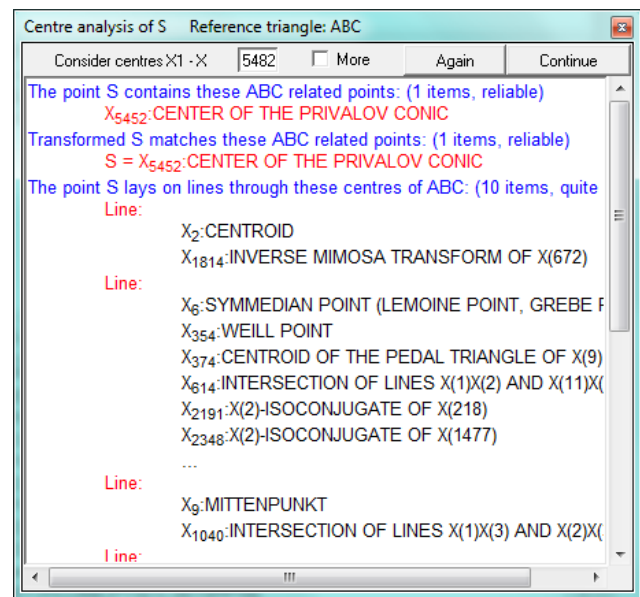 Centre analysis of S Reference triangle: ABC
Consider centres X1 - X 5482 More Again Continue
The point S contains these ABC related points: (1 items, reliable)
X5452:CENTER OF THE PRIVALOV CONIC
Transformed S matches these ABC related points: (1 items, reliable)
S = X5452:CENTER OF THE PRIVALOV CONIC
The point S lays on lines through these centres of ABC: (10 items, quite
Line:
X2:CENTROID
X1814:INVERSE MIMOSA TRANSFORM OF X(672)
Line:
X6:SYMMEDIAN POINT (LEMOINE POINT, GREBE
X354:WEILL POINT
X374:CENTROID OF THE PEDAL TRIANGLE OF X(9)
X614:INTERSECTION OF LINES X(1)X(2) AND X(11)X(
X2191:X(2)-ISOCONJUGATE OF X(218)
X2348:X(2)-ISOCONJUGATE OF X(1477)
...
Line:
X9:MITTENPUNKT
X1040:INTERSECTION OF LINES X(1)X(3) AND X(2)X(
Line: